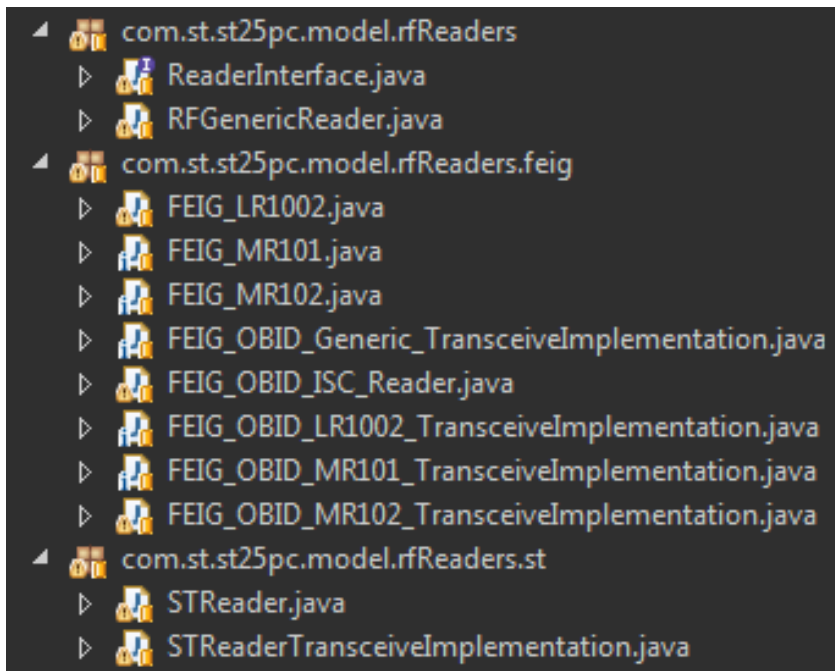 com.st.st25pc.model.rfReaders
ReaderInterface.java
RFGenericReader.java
com.st.st25pc.model.rfReaders.feig
FEIG_LR1002.java
FEIG_MR101.java
FEIG_MR102.java
FEIG_OBID_Generic_TransceiveImplementation.java
FEIG_OBID_ISC_Reader.java
FEIG_OBID_LR1002_TransceiveImplementation.java
FEIG_OBID_MR101_TransceiveImplementation.java
FEIG_OBID_MR102_TransceiveImplementation.java
com.st.st25pc.model.rfReaders.st
STReader.java
STReaderTransceiveImplementation.java